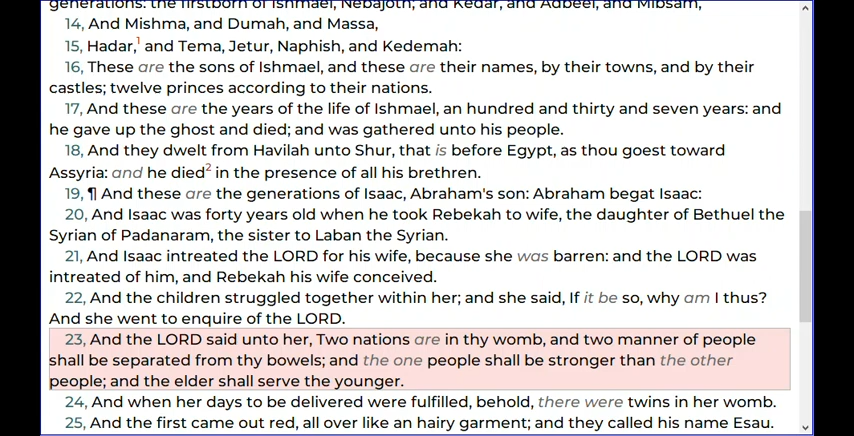 generations: the firstborn of Ishmael, Nebajoth; and Kedar, and Adbeel, and Mibsam,
14, And Mishma, and Dumah, and Massa,
15, Hadar,1 and Tema, Jetur, Naphish, and Kedemah:
16, These are the sons of Ishmael, and these are their names, by their towns, and by their
castles; twelve princes according to their nations.
17, And these are the years of the life of Ishmael, an hundred and thirty and seven years: and
he gave up the ghost and died; and was gathered unto his people.
18, And they dwelt from Havilah unto Shur, that is before Egypt, as thou goest toward
Assyria: and he died2 in the presence of all his brethren.
19, ¶ And these are the generations of Isaac, Abraham's son: Abraham begat Isaac:
20, And Isaac was forty years old when he took Rebekah to wife, the daughter of Bethuel the
Syrian of Padanaram, the sister to Laban the Syrian.
21, And Isaac intreated the LORD for his wife, because she was barren: and the LORD was
intreated of him, and Rebekah his wife conceived.
22, And the children struggled together within her; and she said, If it be so, why am I thus?
And she went to enquire of the LORD.
23, And the LORD said unto her, Two nations are in thy womb, and two manner of people
shall be separated from thy bowels; and the one people shall be stronger than the other
people; and the elder shall serve the younger.
24, And when her days to be delivered were fulfilled, behold, there were twins in her womb.
25, And the first came out red, all over like an hairy garment; and they called his name Esau.